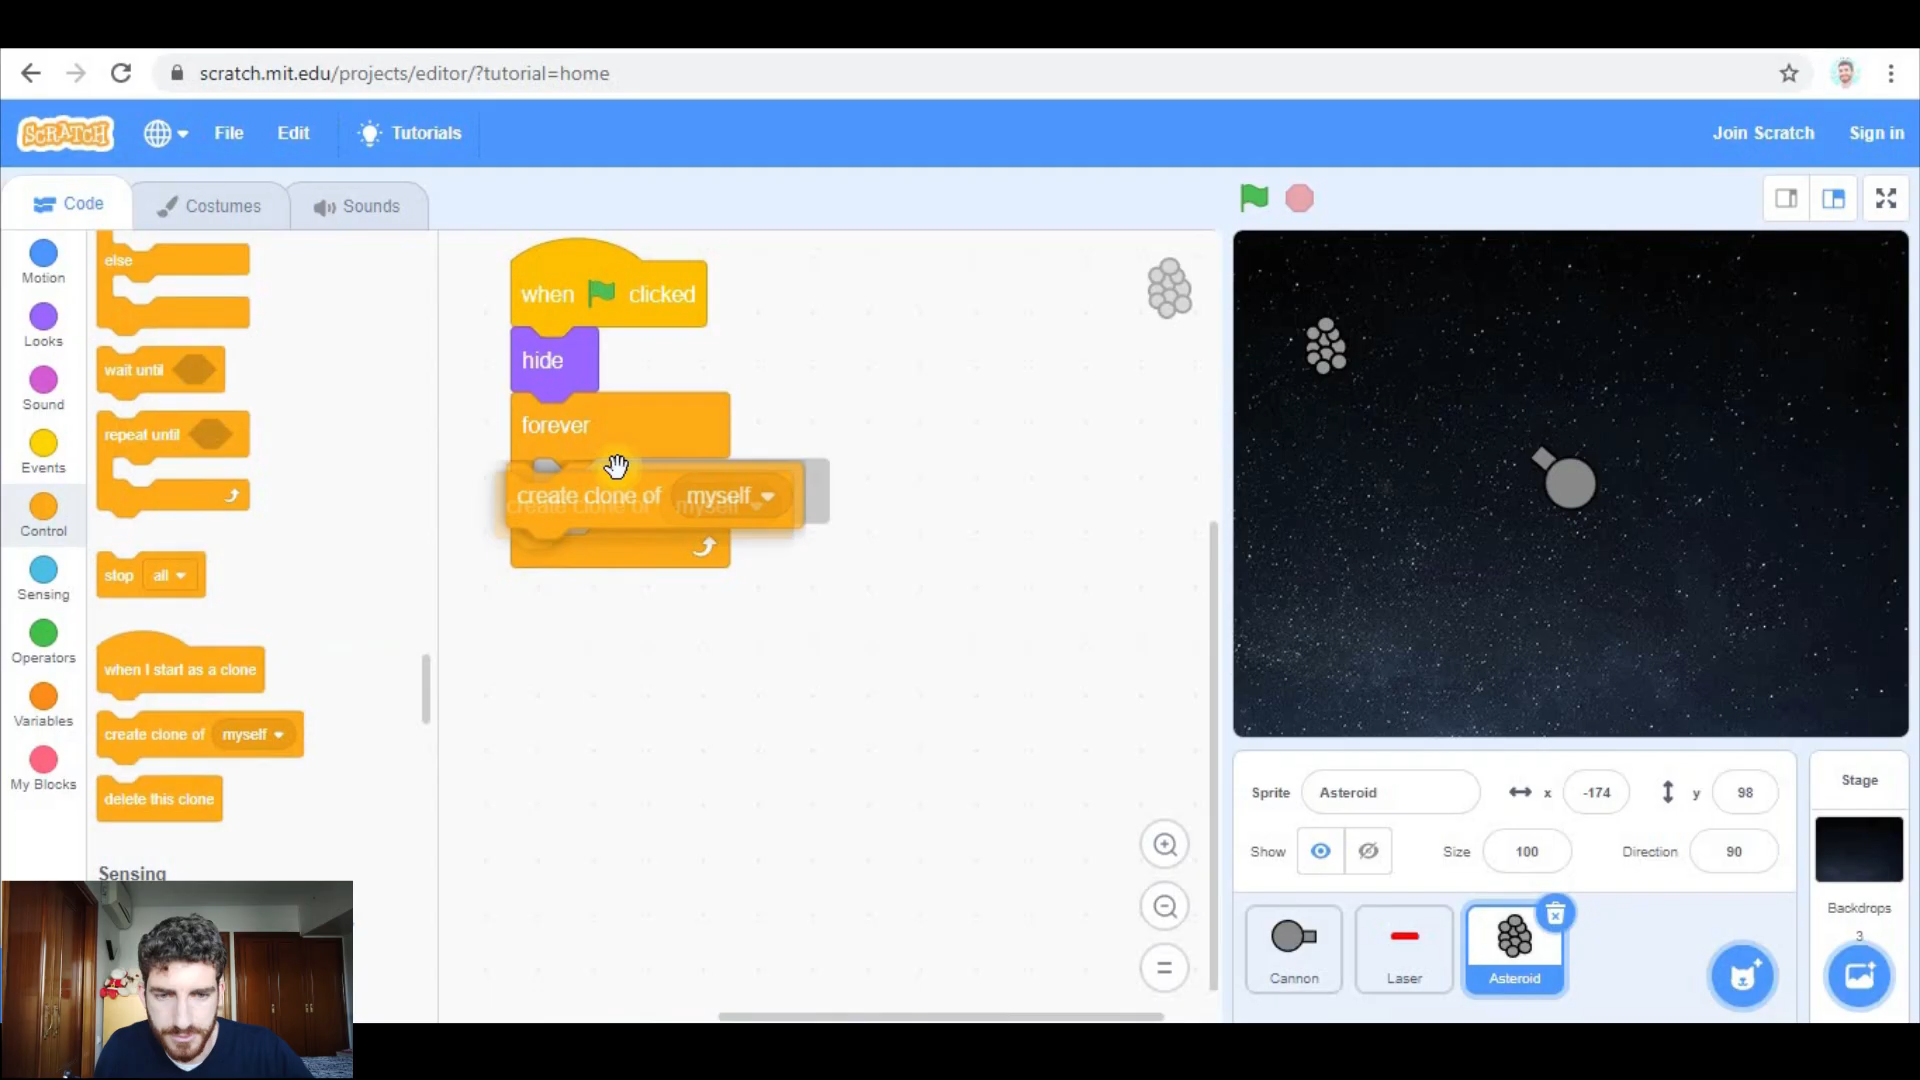 scratch.mit.edu/projects/editor/?tutorial=home
SCRATCH
File
Edit
Tutorials
Join Scratch
Sign in
Code
Costumes
Sounds
Motion
Looks
Sound
Events
Control
Sensing
Operators
Variables
My Blocks
else
wait until
repeat until
stop all
when I start as a clone
create clone of myself
delete this clone
Sensing
when clicked
hide
forever
create clone of myself
Sprite Asteroid x -174 y 98
Show Size 100 Direction 90
Cannon
Laser
Asteroid
Stage
Backdrops
3